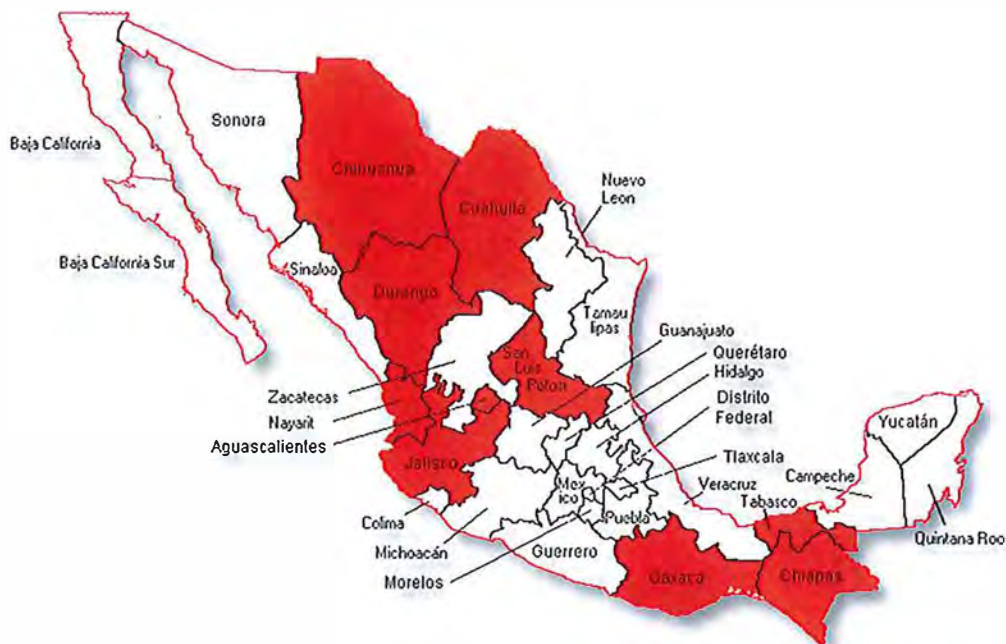 Sonora
Baja California
Chihuahua
Coahuila
Nuevo
Leon
Baja California Sur
Sinaloa
Durango
Tamau
lipas
Guanajuato
San
Luis
Potosi
Querétaro
Hidalgo
Zacatecas
Distrito
Federal
Nayarit
Yucatán
Aguascalientes
Jalisco
Tlaxcala
Campeche
Mex
ico
Veracruz
Tabasco
Colima
Puebla
Quintana Roo
Michoacán
Guerrero
Morelos
Oaxaca
Chiapas